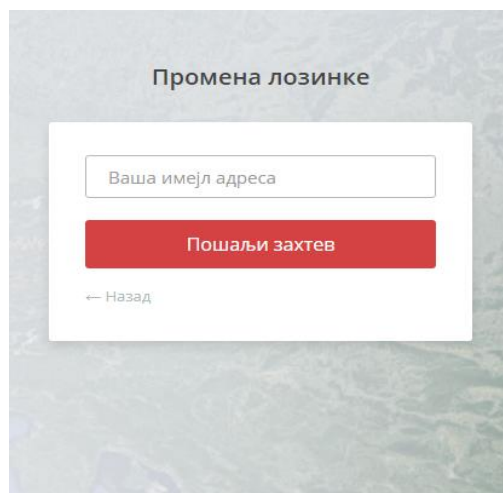 Промена лозинке
Ваша имејл адреса
Пошаљи захтев
← Назад